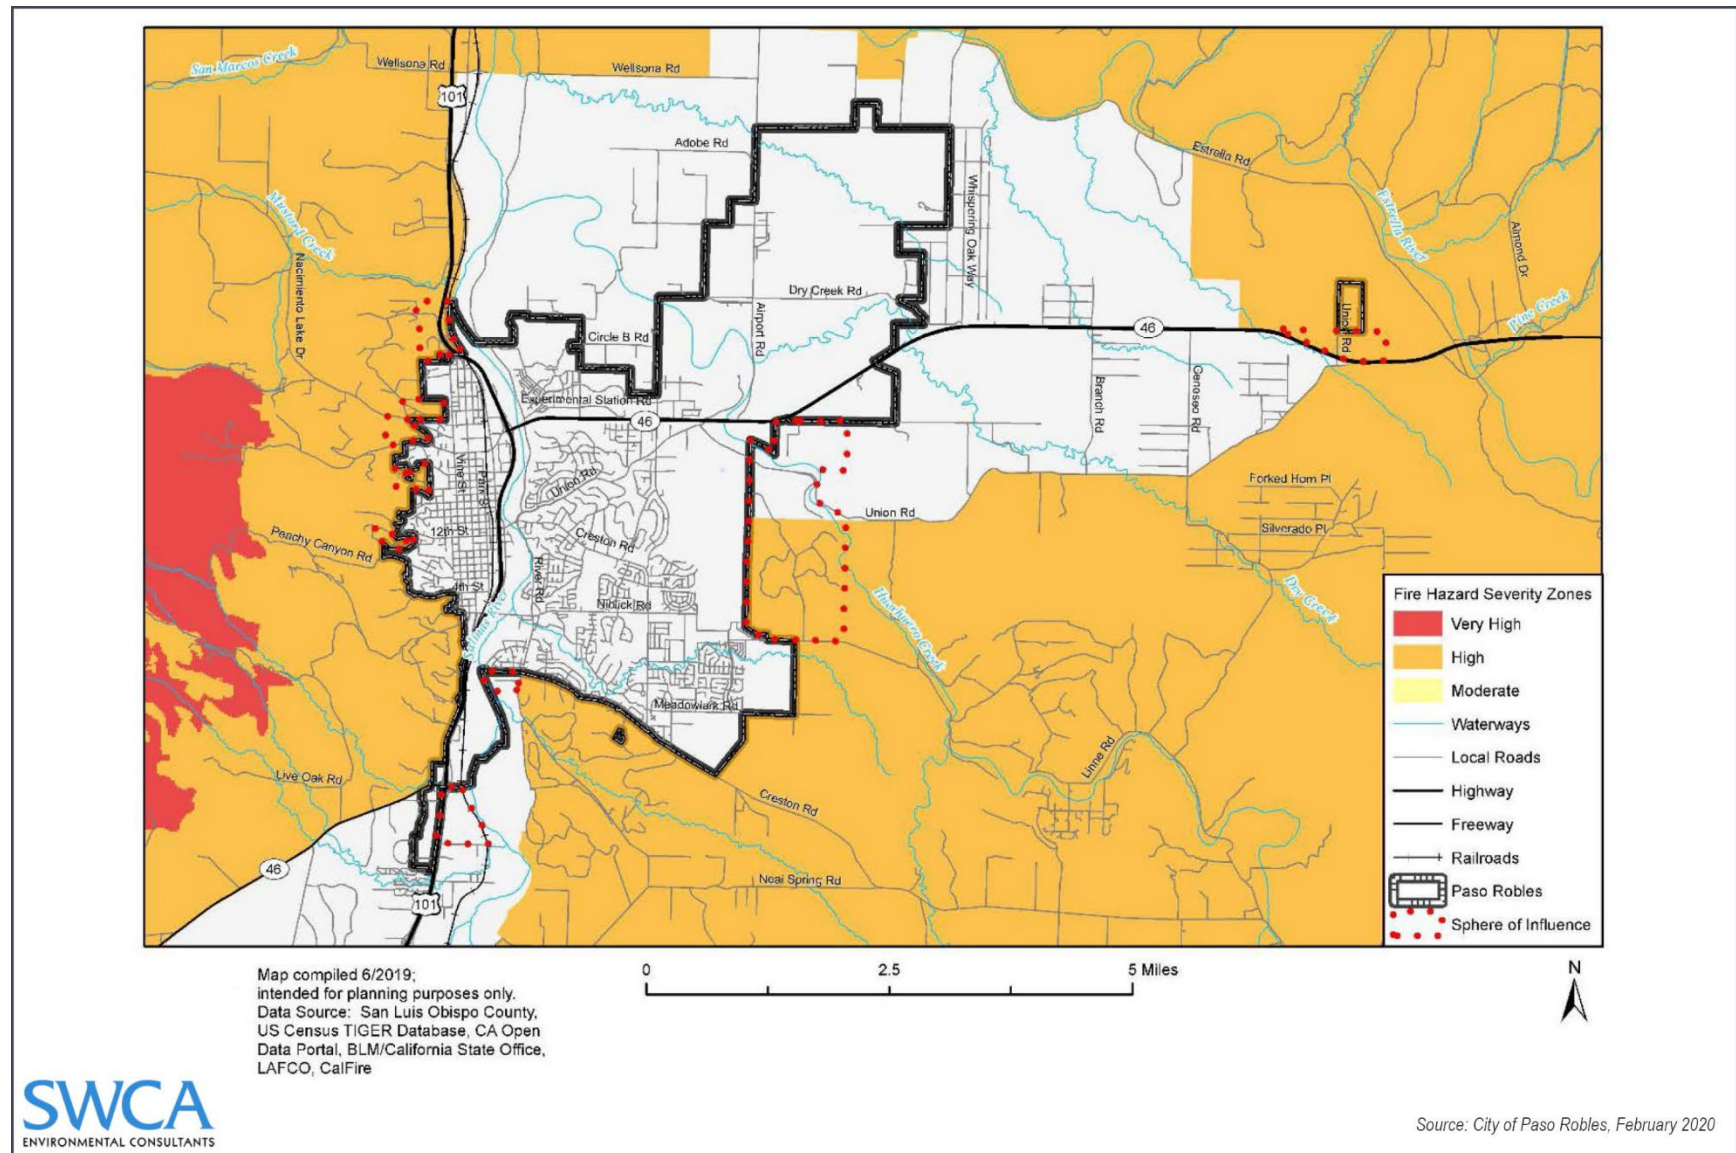 San Marcos Creek
Wellsona Rd
Wellsona Rd
101
Adobe Rd
Estrella Rd
Mustard Creek
Whispering Oak Way
Estrella River
Almond Dr
Nacimiento Lake Dr
Dry Creek Rd
Airport Rd
Union Rd
Pine Creek
46
Circle B Rd
Experimental Station Rd
46
Branch Rd
Geneseo Rd
Vine St
Park St
Union Rd
Forked Horn Pl
Union Rd
Silverado Pl
12th St
Peachy Canyon Rd
Creston Rd
River Rd
4th St
Niblick Rd
Huerhuero Creek
Dry Creek
Salinas River
Meadowlark Rd
Linne Rd
Live Oak Rd
Creston Rd
46
Neal Spring Rd
101
Fire Hazard Severity Zones
Very High
High
Moderate
Waterways
Local Roads
Highway
Freeway
Railroads
Paso Robles
Sphere of Influence
0 2.5 5 Miles
N
Map compiled 6/2019;
intended for planning purposes only.
Data Source: San Luis Obispo County,
US Census TIGER Database, CA Open
Data Portal, BLM/California State Office,
LAFCO, CalFire
SWCA
ENVIRONMENTAL CONSULTANTS
Source: City of Paso Robles, February 2020